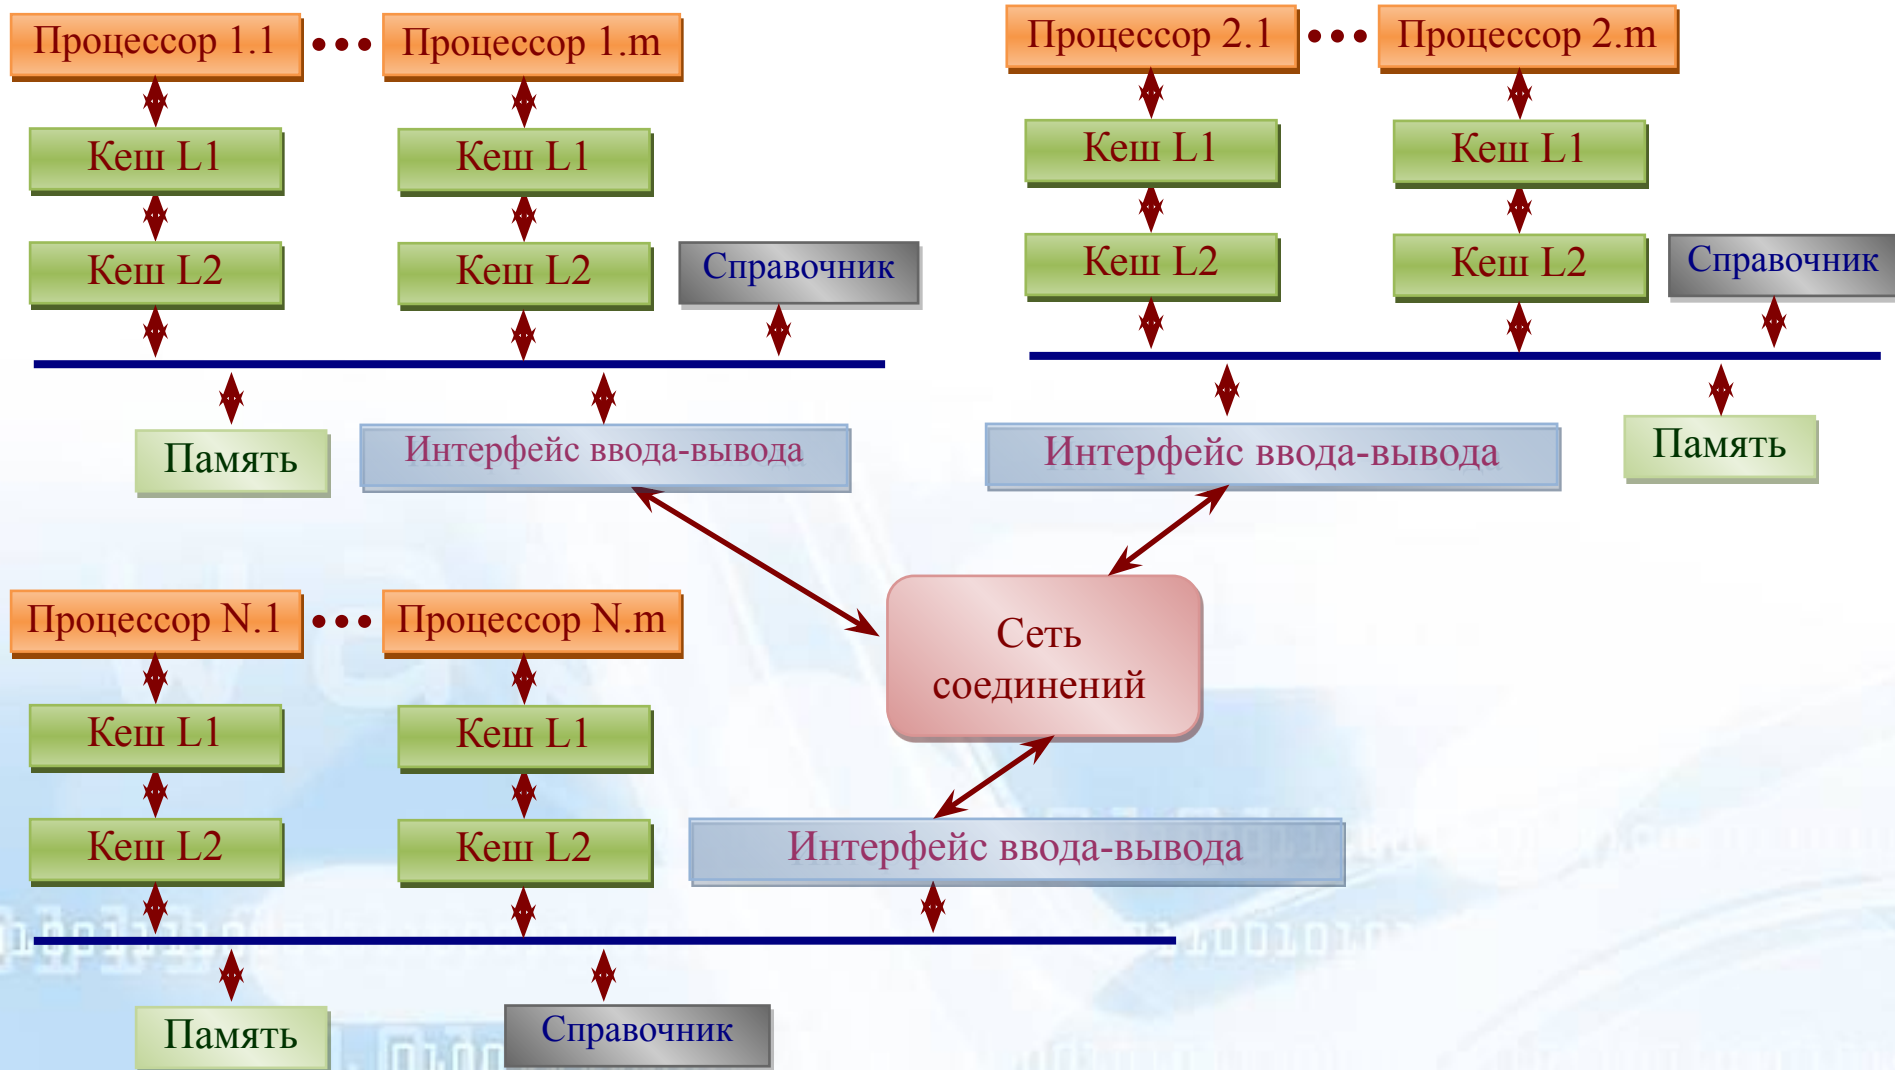 Процессор 1.1 ••• Процессор 1.m
Кеш L1 Кеш L1
Кеш L2 Кеш L2 Справочник
Память Интерфейс ввода-вывода
Процессор 2.1 ••• Процессор 2.m
Кеш L1 Кеш L1
Кеш L2 Кеш L2 Справочник
Интерфейс ввода-вывода Память
Сеть
соединений
Процессор N.1 ••• Процессор N.m
Кеш L1 Кеш L1
Кеш L2 Кеш L2 Интерфейс ввода-вывода
Память Справочник